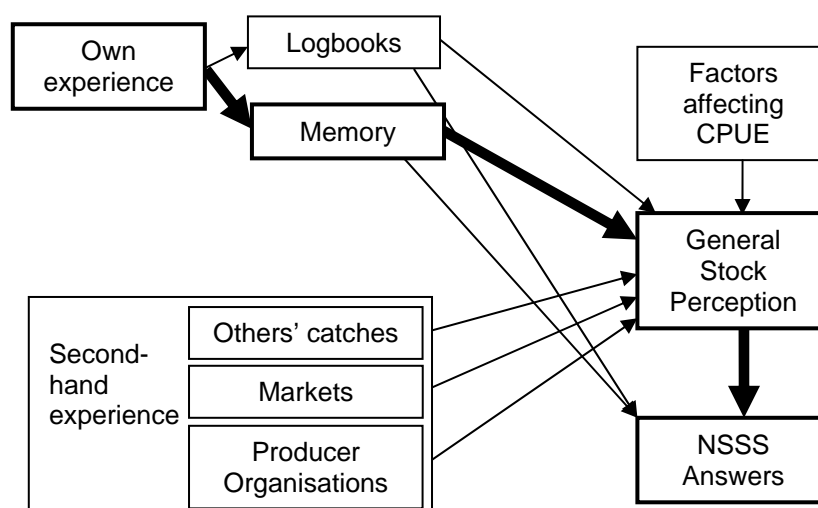 Own
experience
Logbooks
Memory
Factors
affecting
CPUE
General
Stock
Perception
Second-
hand
experience
Others’ catches
Markets
Producer
Organisations
NSSS
Answers